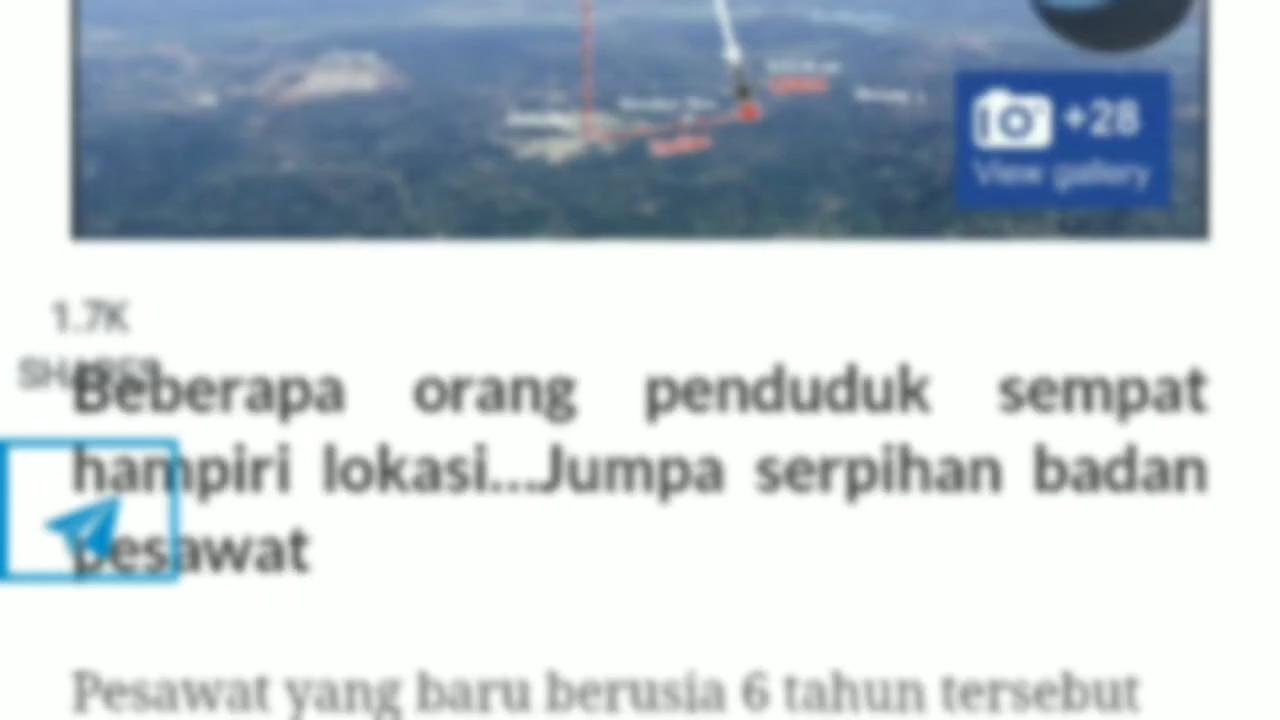 +28
View gallery
1.7K
SHARES
Beberapa orang penduduk sempat
hampiri lokasi...Jumpa serpihan badan
pesawat
Pesawat yang baru berusia 6 tahun tersebut